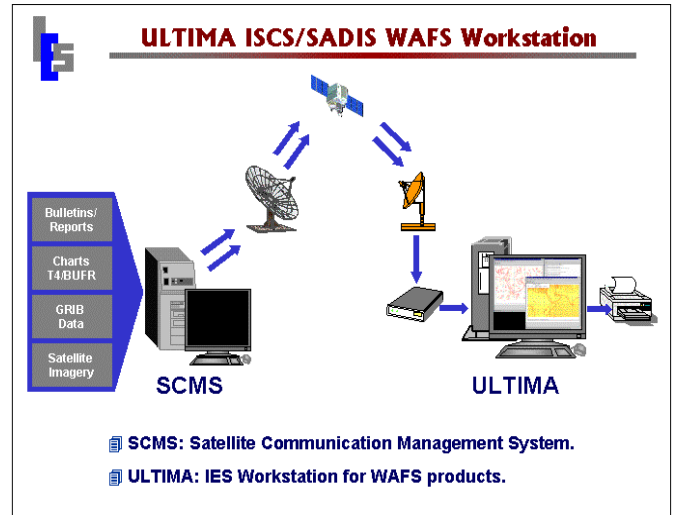 IES
ULTIMA ISCS/SADIS WAFS Workstation
Bulletins/
Reports
Charts
T4/BUFR
GRIB
Data
Satellite
Imagery
SCMS
ULTIMA
SCMS: Satellite Communication Management System.
ULTIMA: IES Workstation for WAFS products.